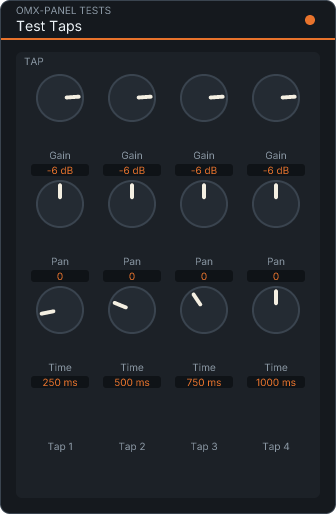 OMX-PANEL TESTS
Test Taps
TAP
Gain Gain Gain Gain
-6 dB -6 dB -6 dB -6 dB
Pan Pan Pan Pan
0 0 0 0
Time Time Time Time
250 ms 500 ms 750 ms 1000 ms
Tap 1 Tap 2 Tap 3 Tap 4